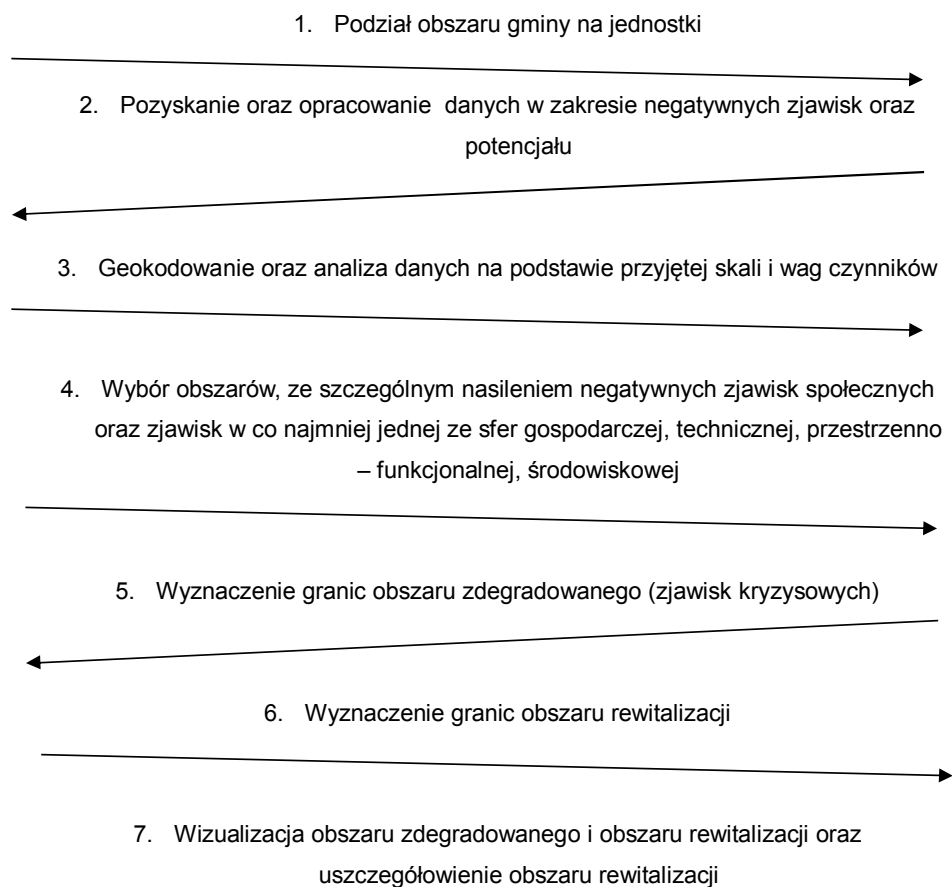 1. Podział obszaru gminy na jednostki
2. Pozyskanie oraz opracowanie danych w zakresie negatywnych zjawisk oraz
potencjału
3. Geokodowanie oraz analiza danych na podstawie przyjętej skali i wag czynników
4. Wybór obszarów, ze szczególnym nasileniem negatywnych zjawisk społecznych
oraz zjawisk w co najmniej jednej ze sfer gospodarczej, technicznej, przestrzenno
– funkcjonalnej, środowiskowej
5. Wyznaczenie granic obszaru zdegradowanego (zjawisk kryzysowych)
6. Wyznaczenie granic obszaru rewitalizacji
7. Wizualizacja obszaru zdegradowanego i obszaru rewitalizacji oraz
uszczegółowienie obszaru rewitalizacji